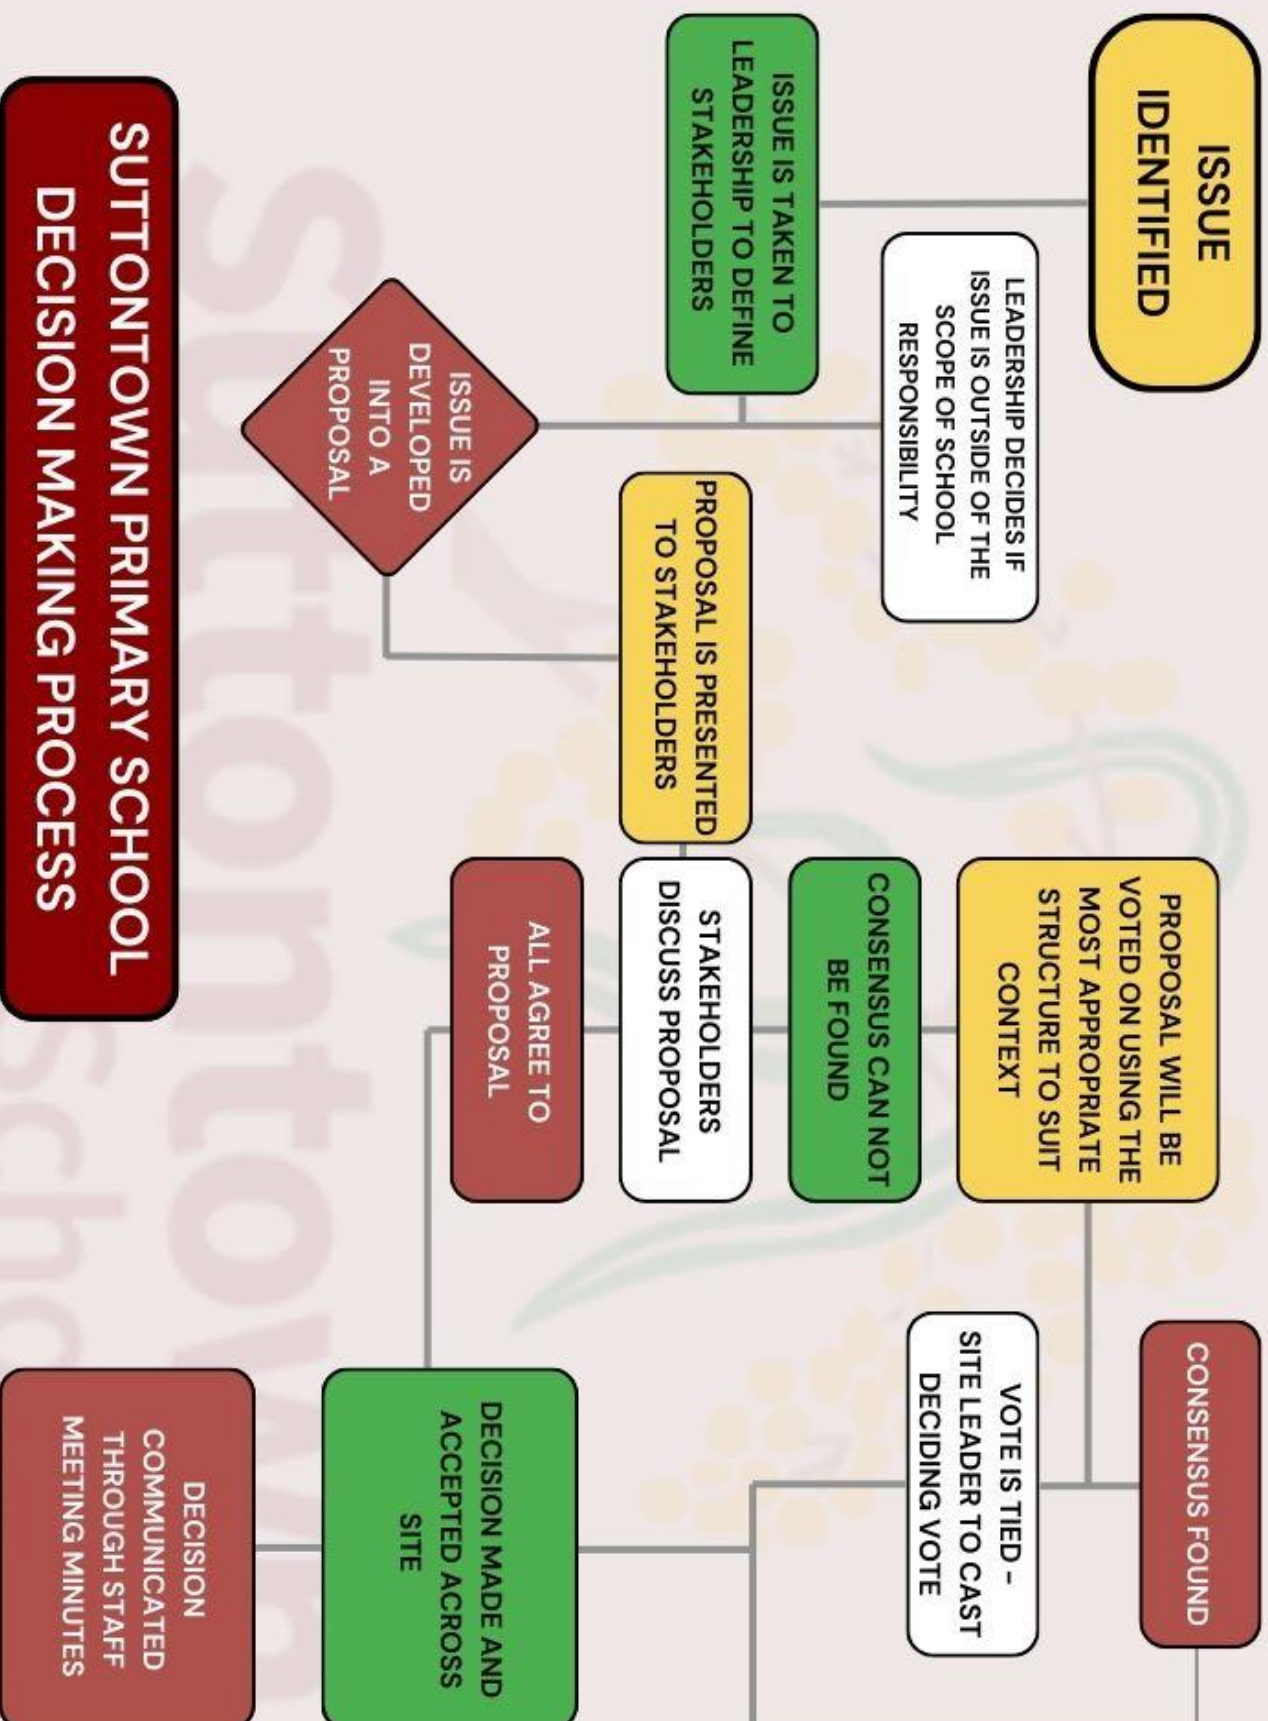 ISSUE
IDENTIFIED
ISSUE IS TAKEN TO
LEADERSHIP TO DEFINE
STAKEHOLDERS
LEADERSHIP DECIDES IF
ISSUE IS OUTSIDE OF THE
SCOPE OF SCHOOL
RESPONSIBILITY
ISSUE IS
DEVELOPED
INTO A
PROPOSAL
PROPOSAL IS PRESENTED
TO STAKEHOLDERS
STAKEHOLDERS
DISCUSS PROPOSAL
ALL AGREE TO
PROPOSAL
CONSENSUS CAN NOT
BE FOUND
PROPOSAL WILL BE
VOTED ON USING THE
MOST APPROPRIATE
STRUCTURE TO SUIT
CONTEXT
CONSENSUS FOUND
VOTE IS TIED -
SITE LEADER TO CAST
DECIDING VOTE
DECISION MADE AND
ACCEPTED ACROSS
SITE
DECISION
COMMUNICATED
THROUGH STAFF
MEETING MINUTES
SUTTONTOWN PRIMARY SCHOOL
DECISION MAKING PROCESS
Suttontown